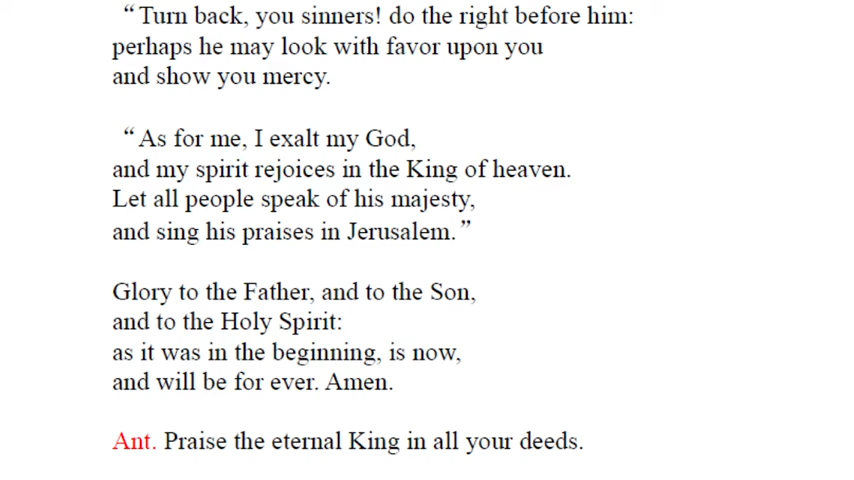 “Turn back, you sinners! do the right before him:
perhaps he may look with favor upon you
and show you mercy.
“As for me, I exalt my God,
and my spirit rejoices in the King of heaven.
Let all people speak of his majesty,
and sing his praises in Jerusalem.”
Glory to the Father, and to the Son,
and to the Holy Spirit:
as it was in the beginning, is now,
and will be for ever. Amen.
Ant. Praise the eternal King in all your deeds.